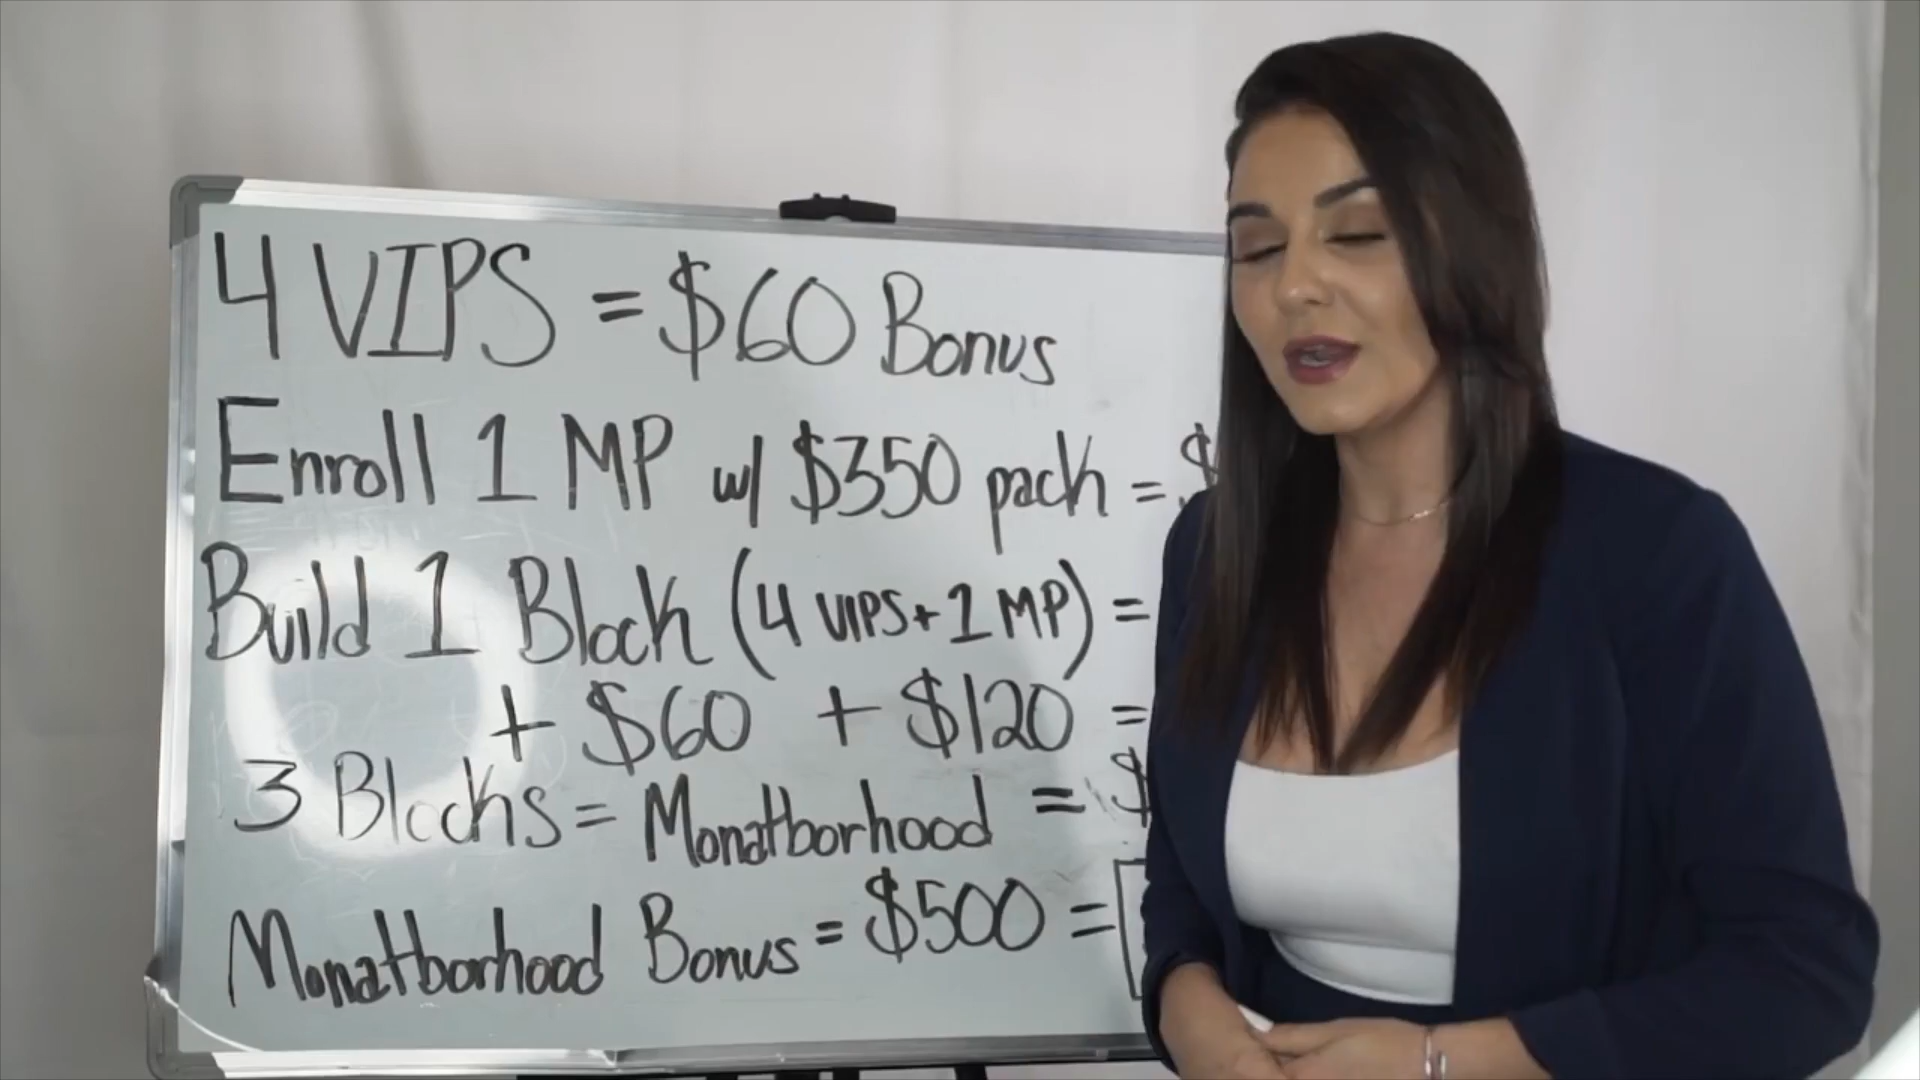 4 VIPS = $60 Bonus
Enroll 1 MP w/ $350 pack = $
Build 1 Block (4 VIPS + 1 MP) =
+ $60 + $120 =
3 Blocks = Monatborhood = $
Monatborhood Bonus = $500 =